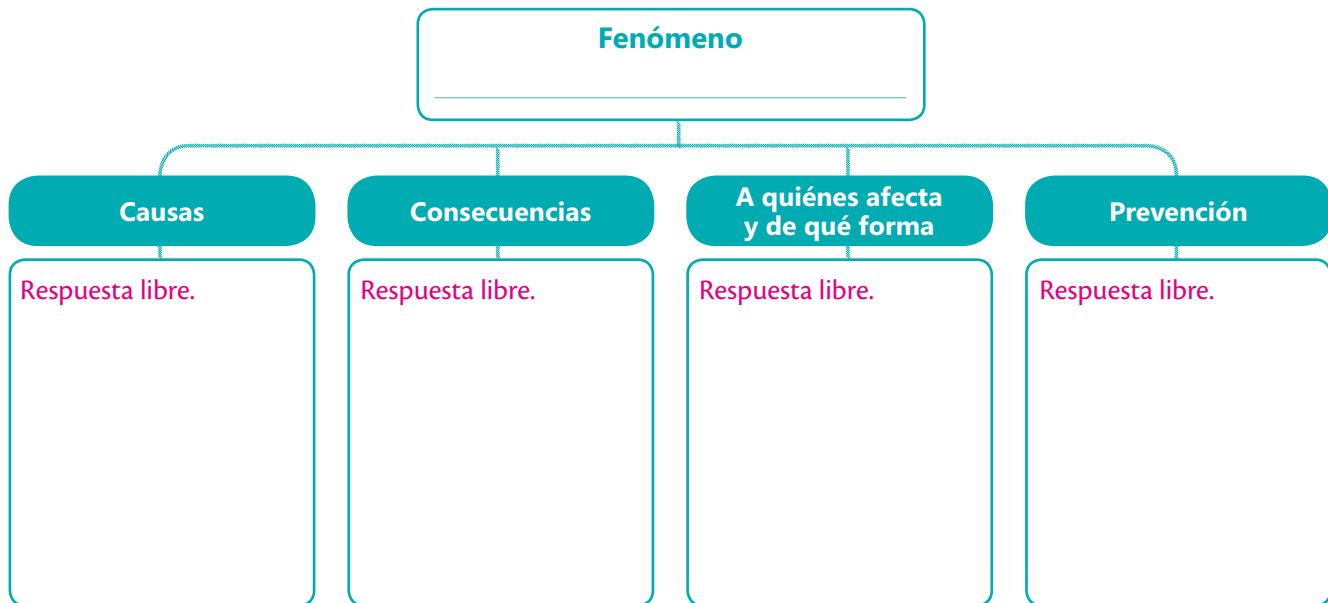 Fenómeno
Causas
Consecuencias
A quiénes afecta
y de qué forma
Prevención
Respuesta libre.
Respuesta libre.
Respuesta libre.
Respuesta libre.